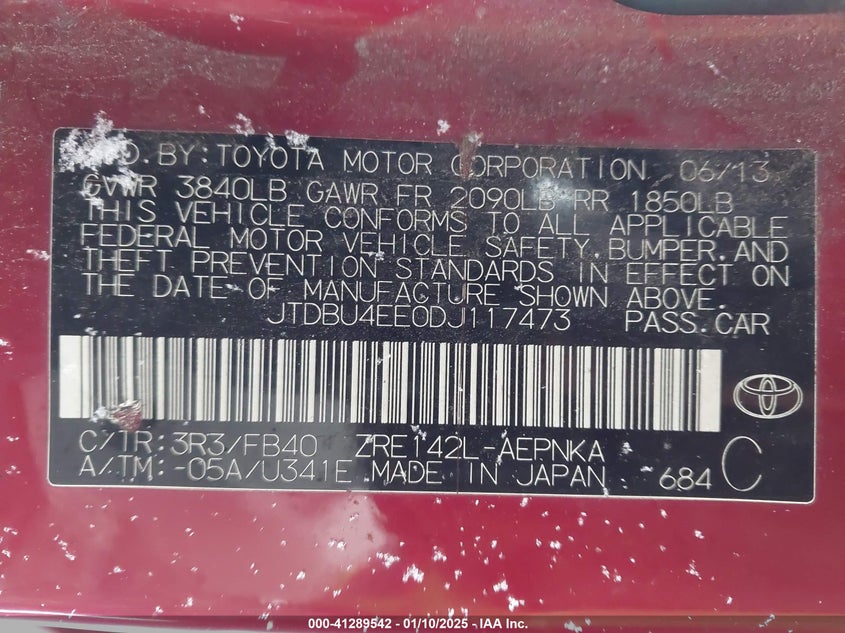 BY: TOYOTA MOTOR CORPORATION 06/13
GVWR 3840LB GAWR FR 2090LB RR 1850LB
THIS VEHICLE CONFORMS TO ALL APPLICABLE
FEDERAL MOTOR VEHICLE SAFETY, BUMPER, AND
THEFT PREVENTION STANDARDS IN EFFECT ON
THE DATE OF MANUFACTURE SHOWN ABOVE.
JTDBU4EE0DJ117473 PASS.CAR
C/TR: 3R3/FB40 ZRE142L-AEPNKA
A/TM: -05A/U341E MADE IN JAPAN 684 C
000-41289542 - 01/10/2025 - IAA Inc.